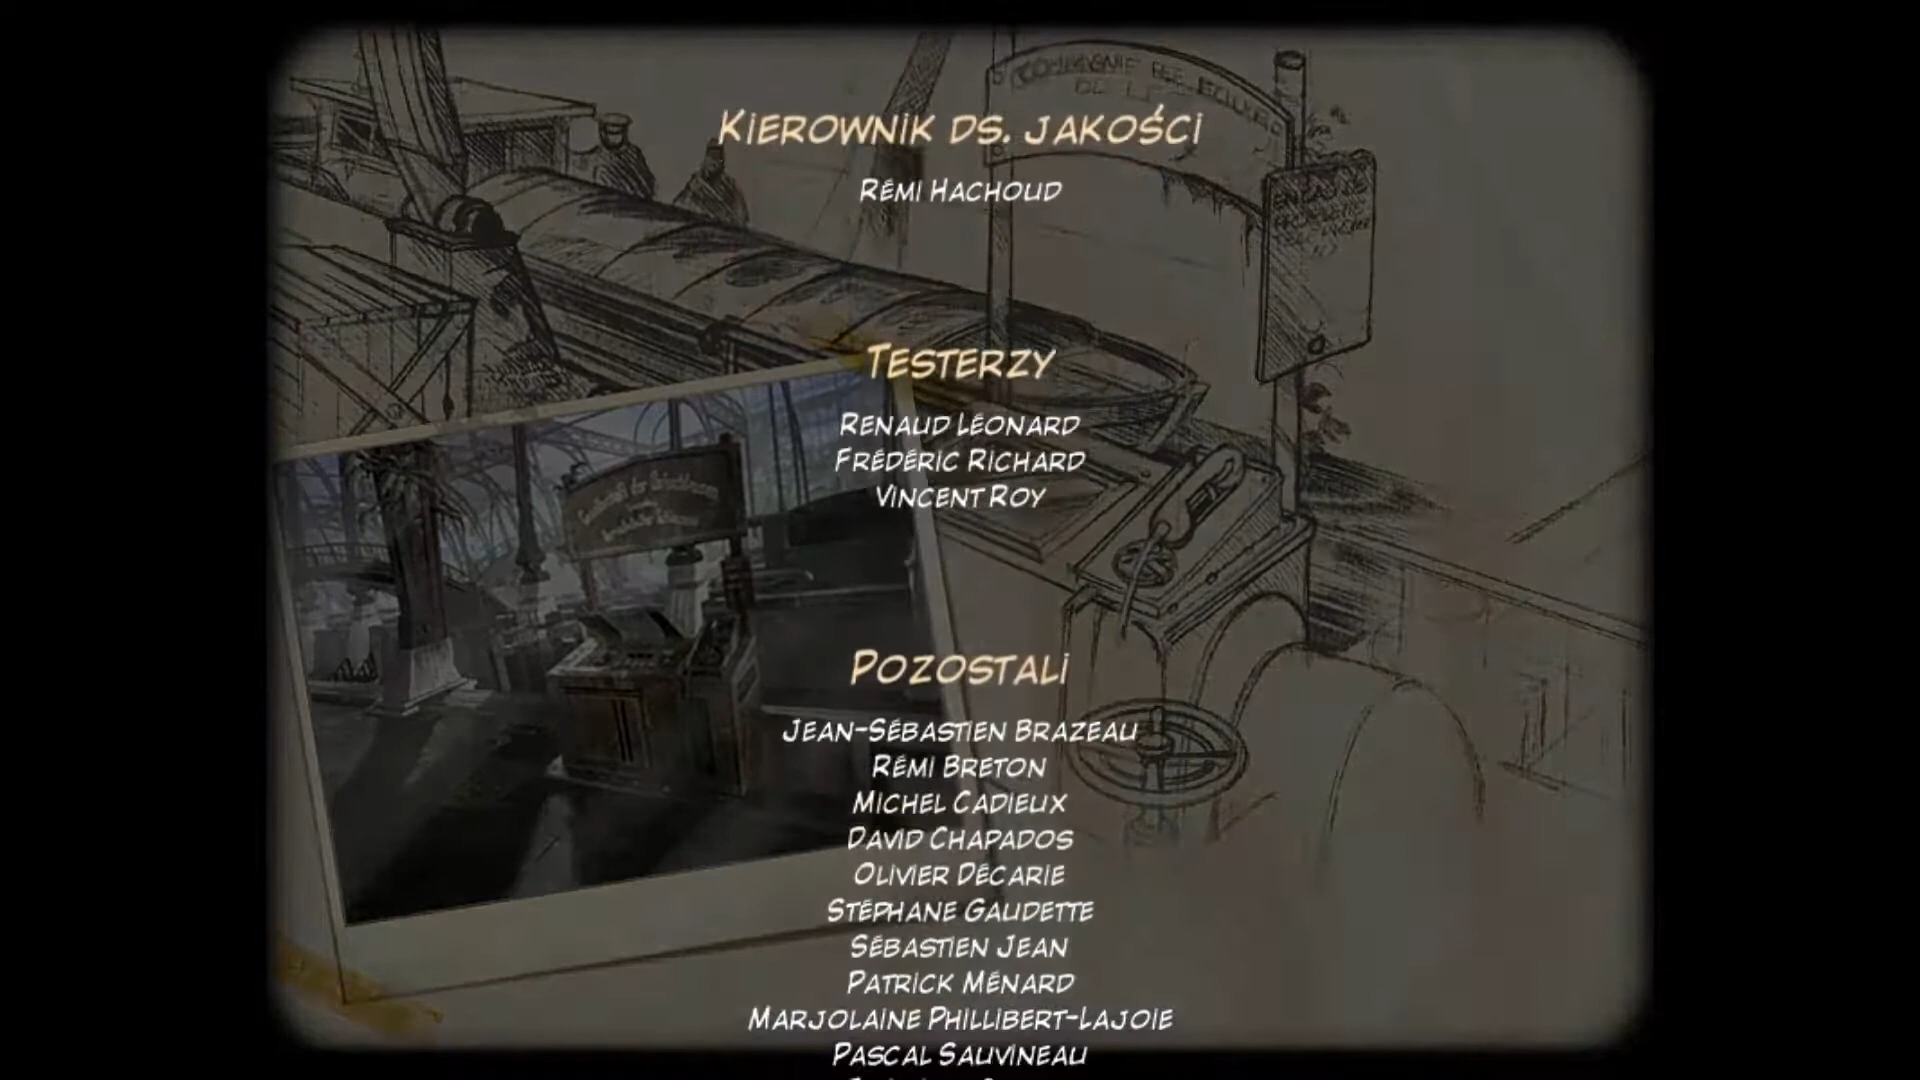 Kierownik ds. jakości
Rémi Hachoud
Testerzy
Renaud Léonard
Frédéric Richard
Vincent Roy
Pozostali
Jean-Sébastien Brazeau
Rémi Breton
Michel Cadieux
David Chapados
Olivier Décarie
Stéphane Gaudette
Sébastien Jean
Patrick Ménard
Marjolaine Phillibert-Lajoie
Pascal Sauvineau